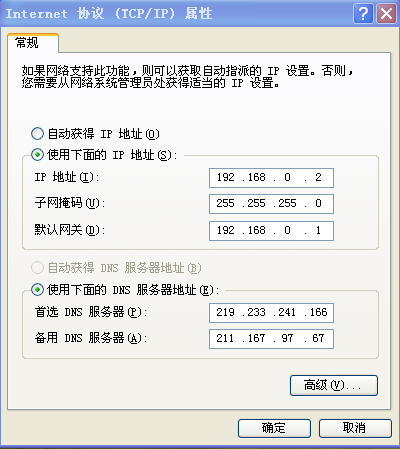 Internet 协议 (TCP/IP) 属性
常规
如果网络支持此功能，则可以获取自动指派的 IP 设置。否则，
您需要从网络系统管理员处获得适当的 IP 设置。
自动获得 IP 地址(O)
使用下面的 IP 地址(S):
IP 地址(I): 192 .168 . 0 . 2
子网掩码(U): 255 .255 .255 . 0
默认网关(D): 192 .168 . 0 . 1
自动获得 DNS 服务器地址(B)
使用下面的 DNS 服务器地址(E):
首选 DNS 服务器(P): 219 .233 .241 .166
备用 DNS 服务器(A): 211 .167 . 97 . 67
高级(V)...
确定 取消